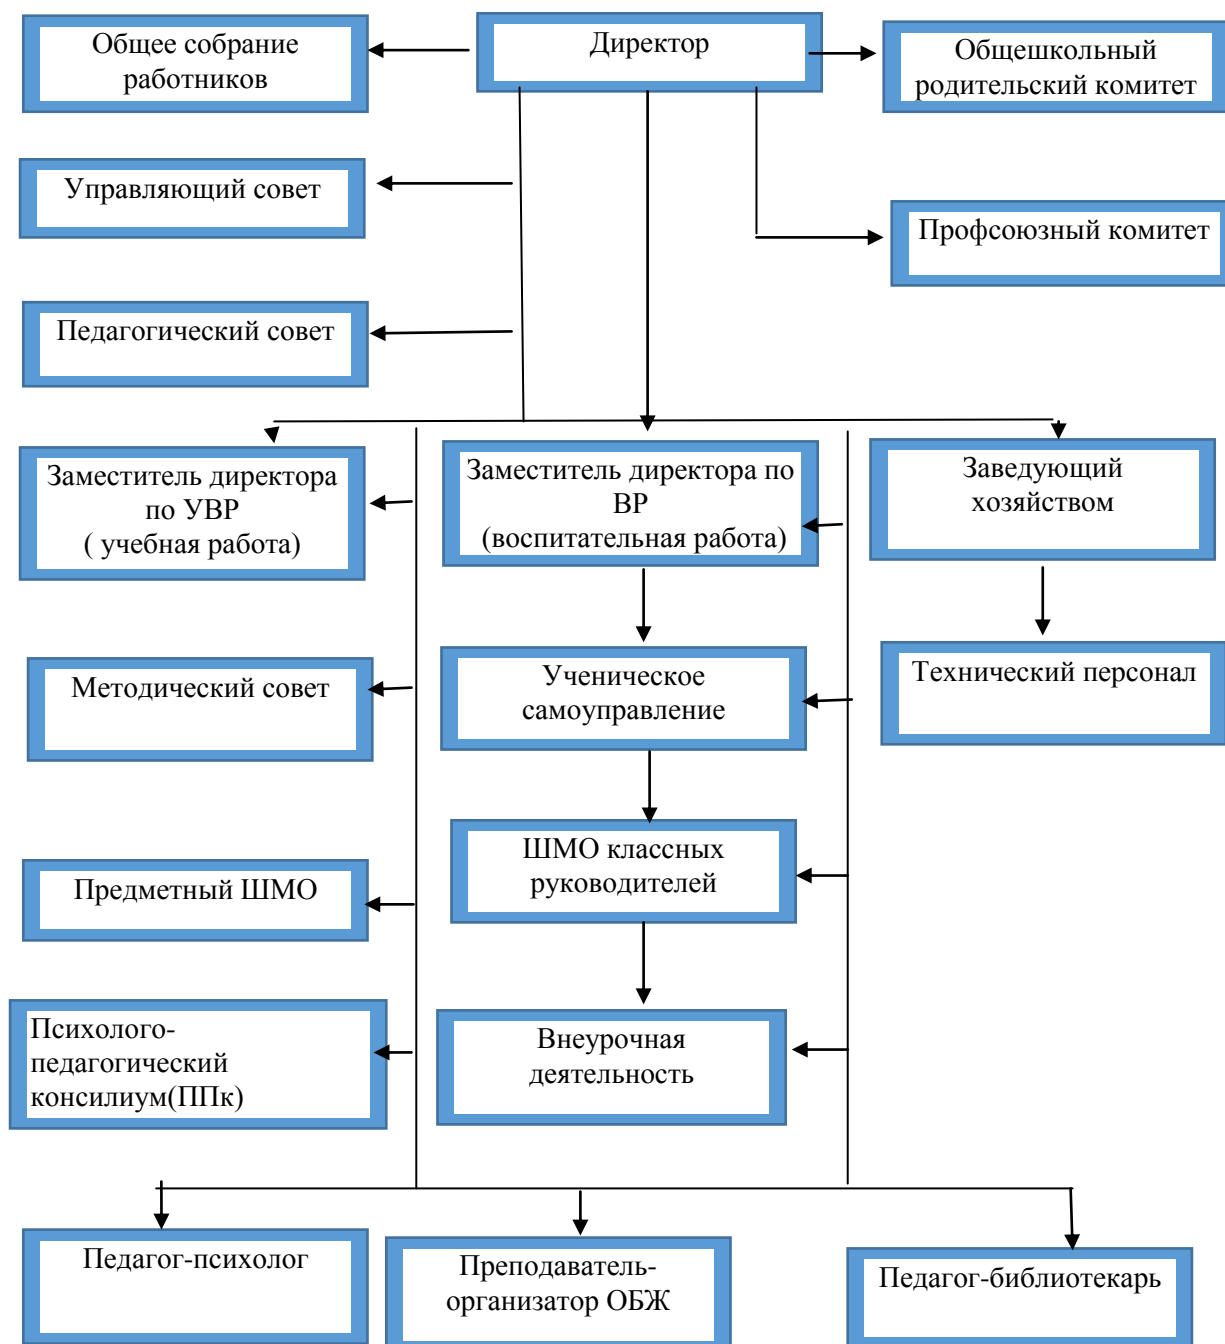 Общее собрание
работников
Директор
Общешкольный
родительский комитет
Управляющий совет
Профсоюзный комитет
Педагогический совет
Заместитель директора
по УВР
( учебная работа)
Заместитель директора по
ВР
(воспитательная работа)
Заведующий
хозяйством
Методический совет
Ученическое
самоуправление
Технический персонал
Предметный ШМО
ШМО классных
руководителей
Психолого-
педагогический
консилиум(ППк)
Внеурочная
деятельность
Педагог-психолог
Преподаватель-
организатор ОБЖ
Педагог-библиотекарь